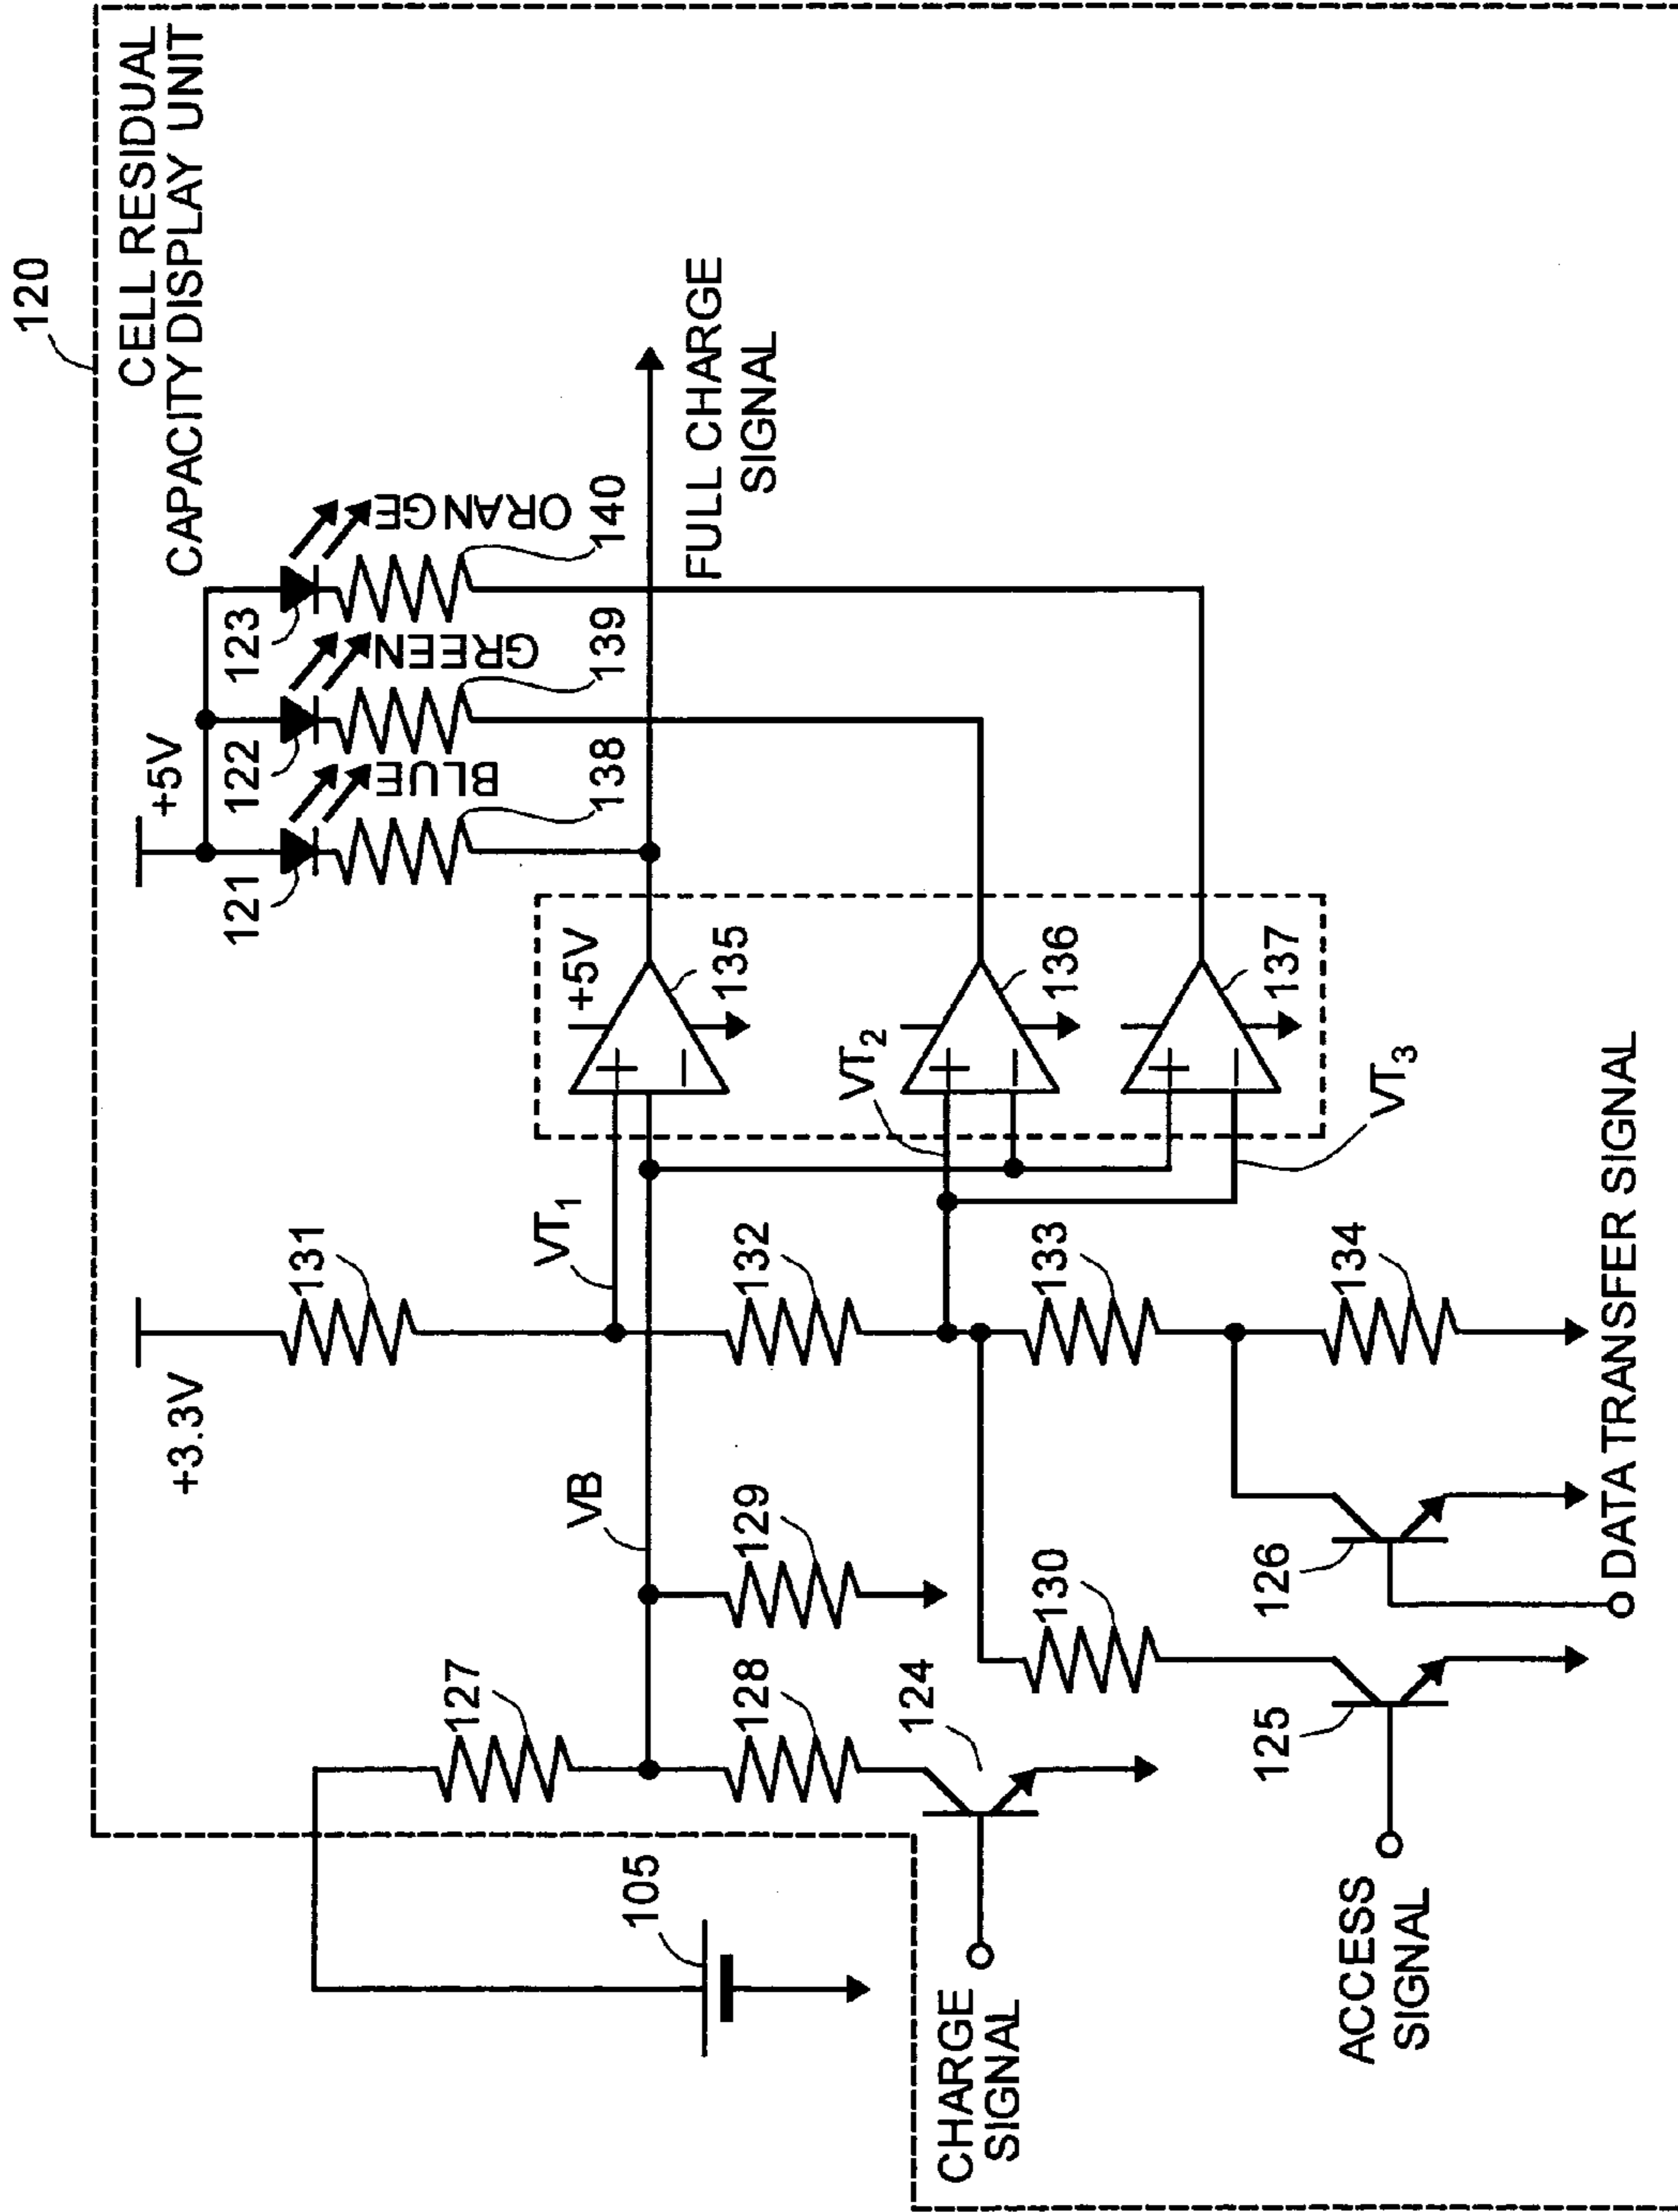 120
CELL RESIDUAL
CAPACITY DISPLAY UNIT
+3.3V
+5V
121
122
123
BLUE
GREEN
ORANGE
138
139
140
105
127
131
VB
VT1
+5V
135
FULL CHARGE
SIGNAL
128
129
132
VT2
136
124
CHARGE
SIGNAL
130
133
137
VT3
125
126
134
ACCESS
SIGNAL
DATA TRANSFER SIGNAL